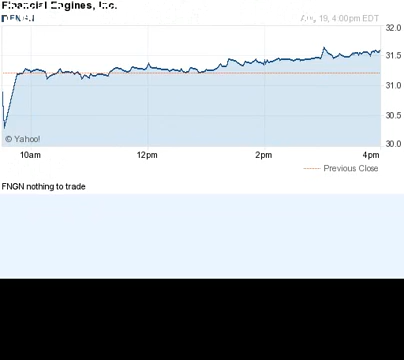 Financial Engines, Inc.
19, 4:00pm EDT
32.0
31.5
31.0
30.5
30.0
© Yahoo!
10am 12pm 2pm 4pm
Previous Close
FNGN nothing to trade